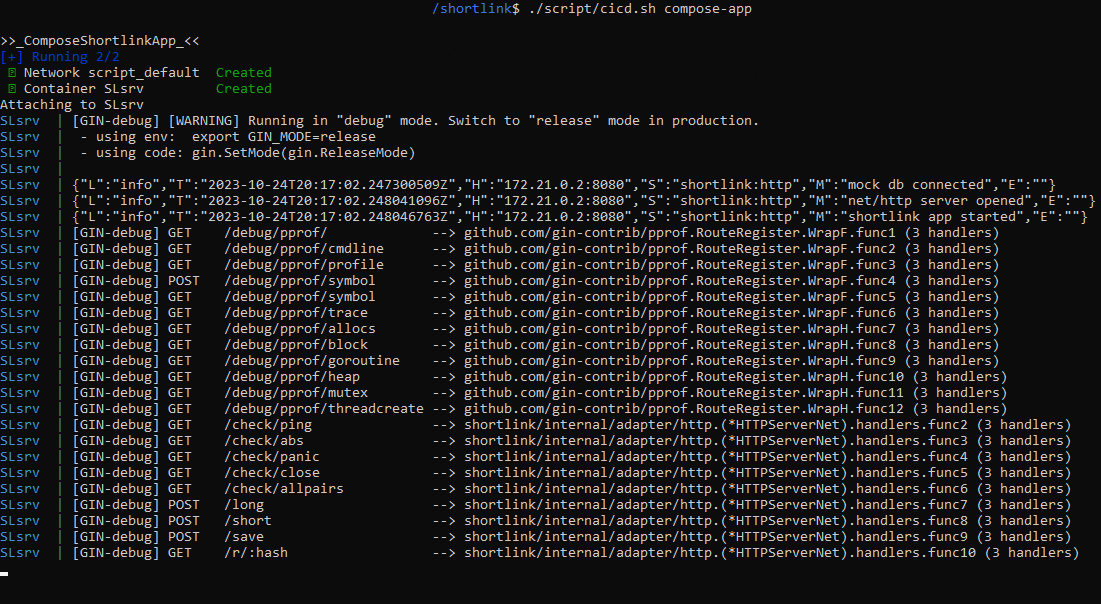 /shortlink$ ./script/cicd.sh compose-app
>>_ComposeShortlinkApp_<<
[+] Running 2/2
Network script_default Created
Container SLsrv Created
Attaching to SLsrv
SLsrv | [GIN-debug] [WARNING] Running in "debug" mode. Switch to "release" mode in production.
SLsrv | - using env: export GIN_MODE=release
SLsrv | - using code: gin.SetMode(gin.ReleaseMode)
SLsrv |
SLsrv | {"L":"info","T":"2023-10-24T20:17:02.247300509Z","H":"172.21.0.2:8080","S":"shortlink:http","M":"mock db connected","E":""}
SLsrv | {"L":"info","T":"2023-10-24T20:17:02.248041096Z","H":"172.21.0.2:8080","S":"shortlink:http","M":"net/http server opened","E":""}
SLsrv | {"L":"info","T":"2023-10-24T20:17:02.248046763Z","H":"172.21.0.2:8080","S":"shortlink:http","M":"shortlink app started","E":""}
SLsrv | [GIN-debug] GET /debug/pprof/ --> github.com/gin-contrib/pprof.RouteRegister.WrapF.func1 (3 handlers)
SLsrv | [GIN-debug] GET /debug/pprof/cmdline --> github.com/gin-contrib/pprof.RouteRegister.WrapF.func2 (3 handlers)
SLsrv | [GIN-debug] GET /debug/pprof/profile --> github.com/gin-contrib/pprof.RouteRegister.WrapF.func3 (3 handlers)
SLsrv | [GIN-debug] POST /debug/pprof/symbol --> github.com/gin-contrib/pprof.RouteRegister.WrapF.func4 (3 handlers)
SLsrv | [GIN-debug] GET /debug/pprof/symbol --> github.com/gin-contrib/pprof.RouteRegister.WrapF.func5 (3 handlers)
SLsrv | [GIN-debug] GET /debug/pprof/trace --> github.com/gin-contrib/pprof.RouteRegister.WrapF.func6 (3 handlers)
SLsrv | [GIN-debug] GET /debug/pprof/allocs --> github.com/gin-contrib/pprof.RouteRegister.WrapH.func7 (3 handlers)
SLsrv | [GIN-debug] GET /debug/pprof/block --> github.com/gin-contrib/pprof.RouteRegister.WrapH.func8 (3 handlers)
SLsrv | [GIN-debug] GET /debug/pprof/goroutine --> github.com/gin-contrib/pprof.RouteRegister.WrapH.func9 (3 handlers)
SLsrv | [GIN-debug] GET /debug/pprof/heap --> github.com/gin-contrib/pprof.RouteRegister.WrapH.func10 (3 handlers)
SLsrv | [GIN-debug] GET /debug/pprof/mutex --> github.com/gin-contrib/pprof.RouteRegister.WrapH.func11 (3 handlers)
SLsrv | [GIN-debug] GET /debug/pprof/threadcreate --> github.com/gin-contrib/pprof.RouteRegister.WrapH.func12 (3 handlers)
SLsrv | [GIN-debug] GET /check/ping --> shortlink/internal/adapter/http.(*HTTPServerNet).handlers.func2 (3 handlers)
SLsrv | [GIN-debug] GET /check/abs --> shortlink/internal/adapter/http.(*HTTPServerNet).handlers.func3 (3 handlers)
SLsrv | [GIN-debug] GET /check/panic --> shortlink/internal/adapter/http.(*HTTPServerNet).handlers.func4 (3 handlers)
SLsrv | [GIN-debug] GET /check/close --> shortlink/internal/adapter/http.(*HTTPServerNet).handlers.func5 (3 handlers)
SLsrv | [GIN-debug] GET /check/allpairs --> shortlink/internal/adapter/http.(*HTTPServerNet).handlers.func6 (3 handlers)
SLsrv | [GIN-debug] POST /long --> shortlink/internal/adapter/http.(*HTTPServerNet).handlers.func7 (3 handlers)
SLsrv | [GIN-debug] POST /short --> shortlink/internal/adapter/http.(*HTTPServerNet).handlers.func8 (3 handlers)
SLsrv | [GIN-debug] POST /save --> shortlink/internal/adapter/http.(*HTTPServerNet).handlers.func9 (3 handlers)
SLsrv | [GIN-debug] GET /r/:hash --> shortlink/internal/adapter/http.(*HTTPServerNet).handlers.func10 (3 handlers)